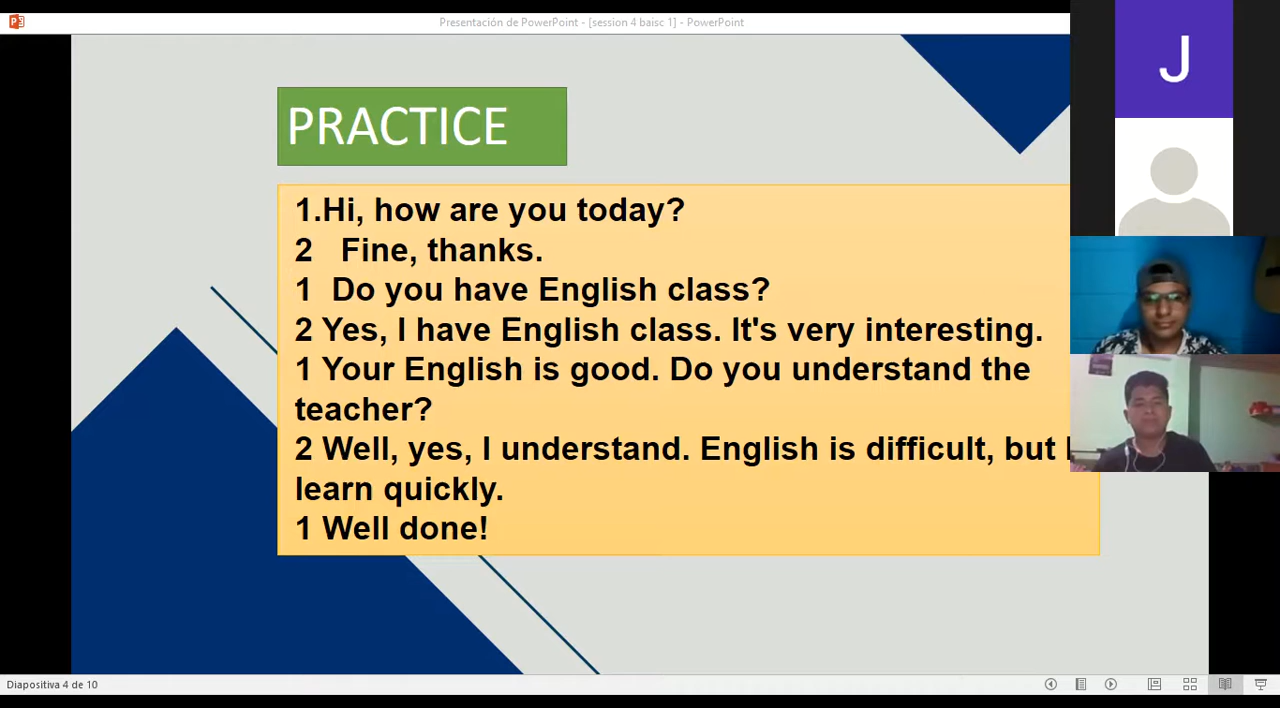 Presentación de PowerPoint - [session 4 baisc 1] - PowerPoint
J
PRACTICE
1.Hi, how are you today?
2 Fine, thanks.
1 Do you have English class?
2 Yes, I have English class. It's very interesting.
1 Your English is good. Do you understand the
teacher?
2 Well, yes, I understand. English is difficult, but
learn quickly.
1 Well done!
Diapositiva 4 de 10